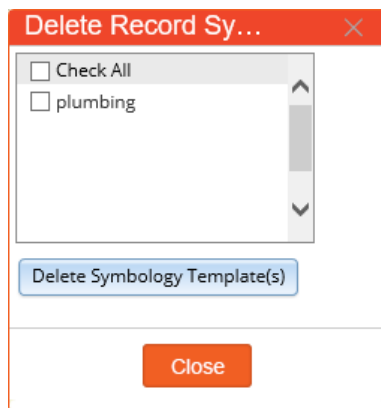 Delete Record Sy...
Check All
plumbing
Delete Symbology Template(s)
Close